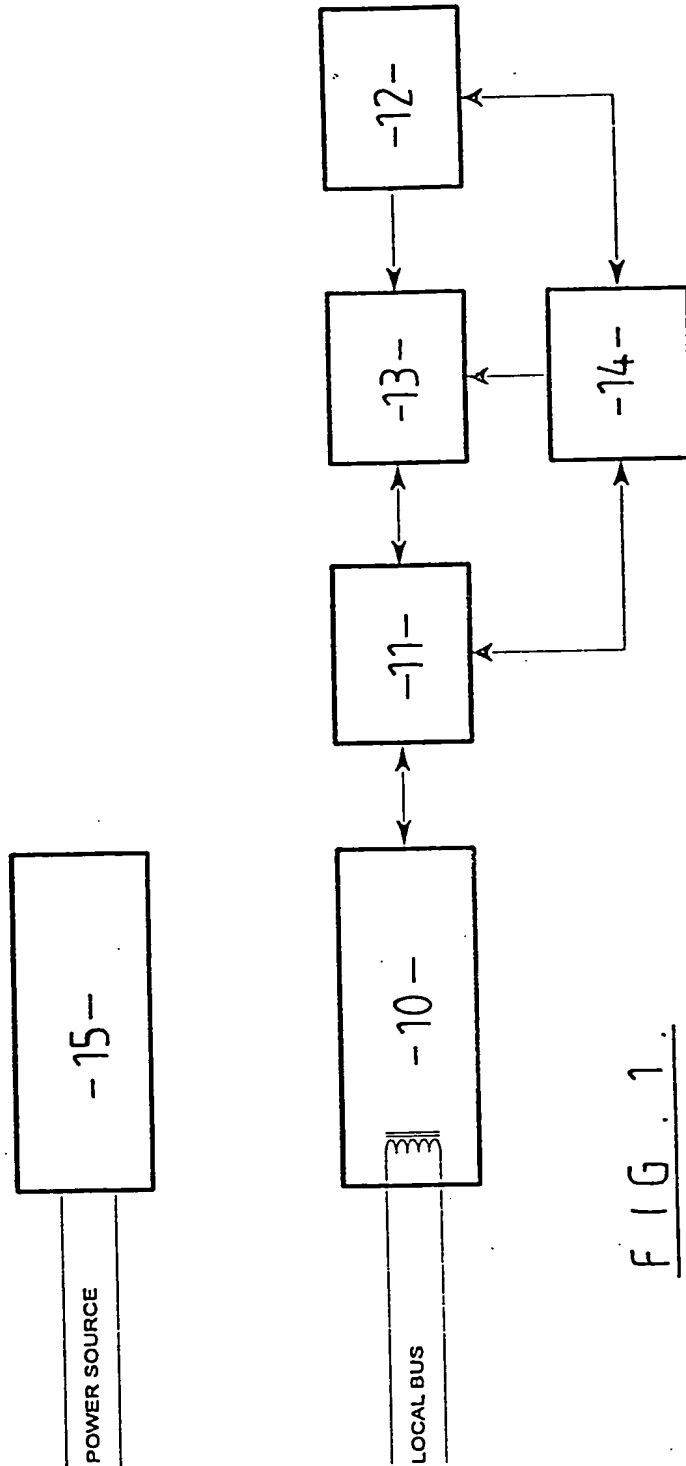 POWER SOURCE
-15-
LOCAL BUS
-10-
-11-
-13-
-12-
-14-
FIG. 1.